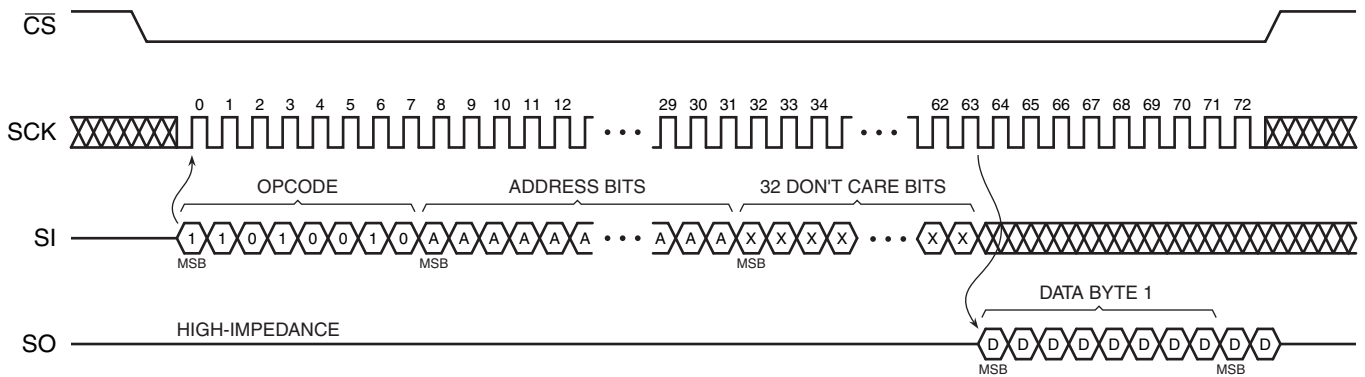 CS
0 1 2 3 4 5 6 7 8 9 10 11 12 29 30 31 32 33 34 62 63 64 65 66 67 68 69 70 71 72
SCK
OPCODE ADDRESS BITS 32 DON'T CARE BITS
SI 1 1 0 1 0 0 1 0 A A A A A A A A A X X X X X X
MSB MSB MSB
DATA BYTE 1
HIGH-IMPEDANCE
SO D D D D D D D D D D
MSB MSB